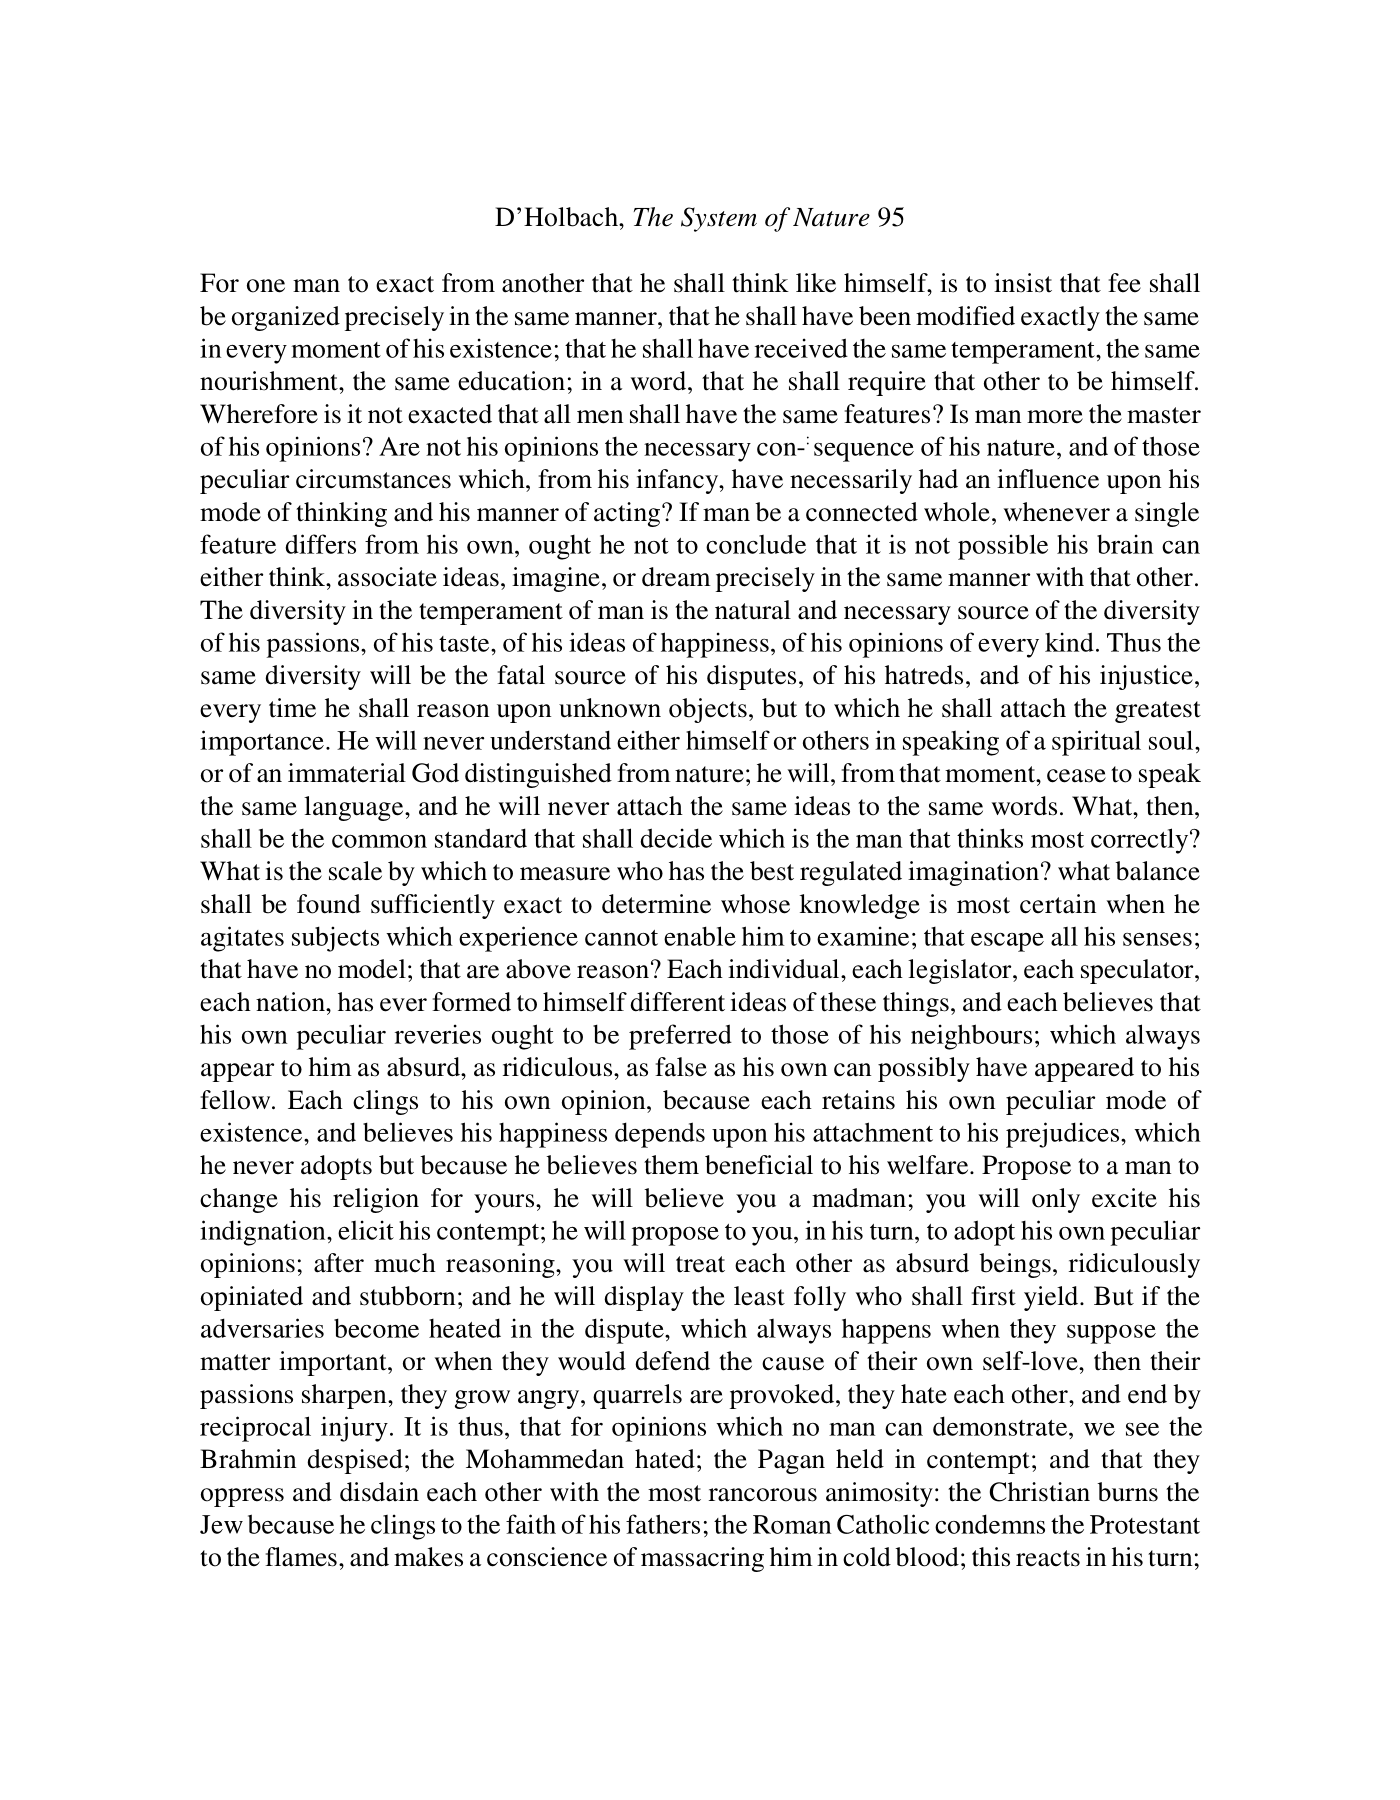 D’Holbach, The System of Nature 95
For one man to exact from another that he shall think like himself, is to insist that fee shall
be organized precisely in the same manner, that he shall have been modified exactly the same
in every moment of his existence; that he shall have received the same temperament, the same
nourishment, the same education; in a word, that he shall require that other to be himself.
Wherefore is it not exacted that all men shall have the same features? Is man more the master
of his opinions? Are not his opinions the necessary con-: sequence of his nature, and of those
peculiar circumstances which, from his infancy, have necessarily had an influence upon his
mode of thinking and his manner of acting? If man be a connected whole, whenever a single
feature differs from his own, ought he not to conclude that it is not possible his brain can
either think, associate ideas, imagine, or dream precisely in the same manner with that other.
The diversity in the temperament of man is the natural and necessary source of the diversity
of his passions, of his taste, of his ideas of happiness, of his opinions of every kind. Thus the
same diversity will be the fatal source of his disputes, of his hatreds, and of his injustice,
every time he shall reason upon unknown objects, but to which he shall attach the greatest
importance. He will never understand either himself or others in speaking of a spiritual soul,
or of an immaterial God distinguished from nature; he will, from that moment, cease to speak
the same language, and he will never attach the same ideas to the same words. What, then,
shall be the common standard that shall decide which is the man that thinks most correctly?
What is the scale by which to measure who has the best regulated imagination? what balance
shall be found sufficiently exact to determine whose knowledge is most certain when he
agitates subjects which experience cannot enable him to examine; that escape all his senses;
that have no model; that are above reason? Each individual, each legislator, each speculator,
each nation, has ever formed to himself different ideas of these things, and each believes that
his own peculiar reveries ought to be preferred to those of his neighbours; which always
appear to him as absurd, as ridiculous, as false as his own can possibly have appeared to his
fellow. Each clings to his own opinion, because each retains his own peculiar mode of
existence, and believes his happiness depends upon his attachment to his prejudices, which
he never adopts but because he believes them beneficial to his welfare. Propose to a man to
change his religion for yours, he will believe you a madman; you will only excite his
indignation, elicit his contempt; he will propose to you, in his turn, to adopt his own peculiar
opinions; after much reasoning, you will treat each other as absurd beings, ridiculously
opiniated and stubborn; and he will display the least folly who shall first yield. But if the
adversaries become heated in the dispute, which always happens when they suppose the
matter important, or when they would defend the cause of their own self-love, then their
passions sharpen, they grow angry, quarrels are provoked, they hate each other, and end by
reciprocal injury. It is thus, that for opinions which no man can demonstrate, we see the
Brahmin despised; the Mohammedan hated; the Pagan held in contempt; and that they
oppress and disdain each other with the most rancorous animosity: the Christian burns the
Jew because he clings to the faith of his fathers; the Roman Catholic condemns the Protestant
to the flames, and makes a conscience of massacring him in cold blood; this reacts in his turn;